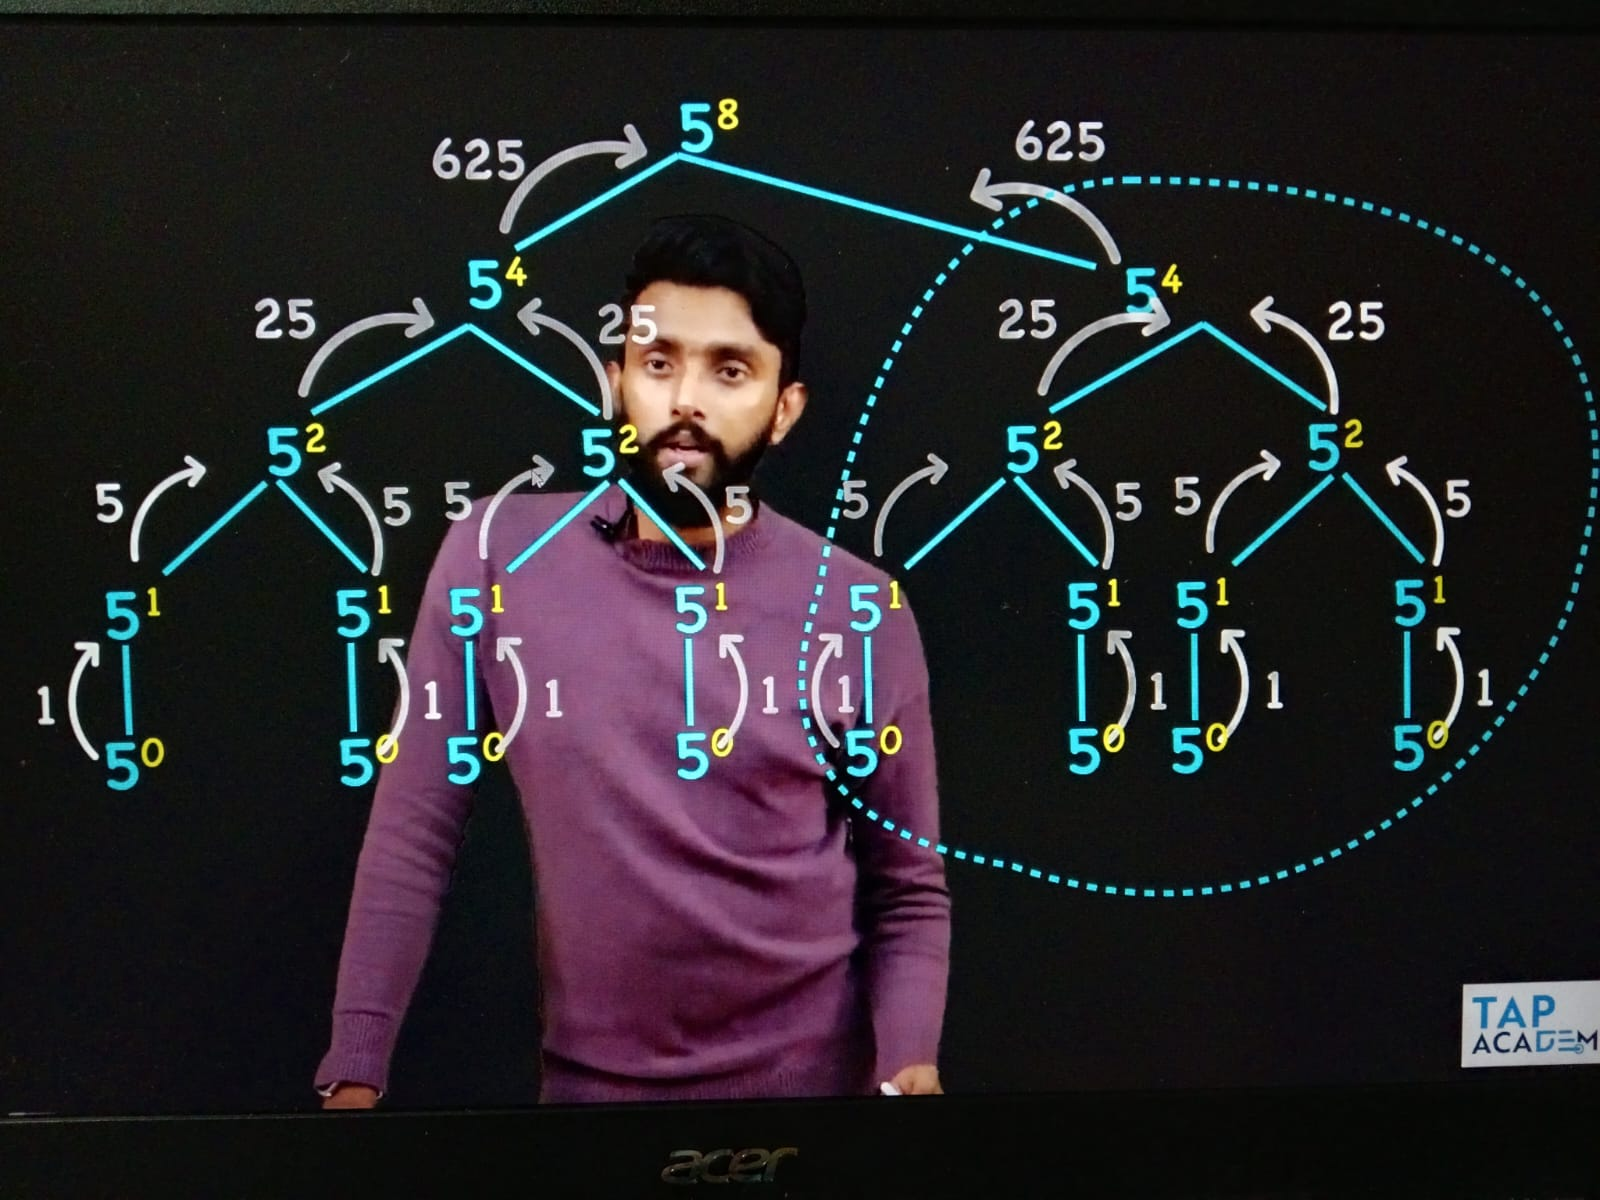 5⁸
625 625
5⁴ 5⁴
25 25 25 25
5² 5² 5² 5²
5 5 5 5 5 5 5 5
5¹ 5¹ 5¹ 5¹ 5¹ 5¹ 5¹ 5¹
1 1 1 1 1 1 1 1
5⁰ 5⁰ 5⁰ 5⁰ 5⁰ 5⁰ 5⁰ 5⁰
TAP
ACADEM
acer